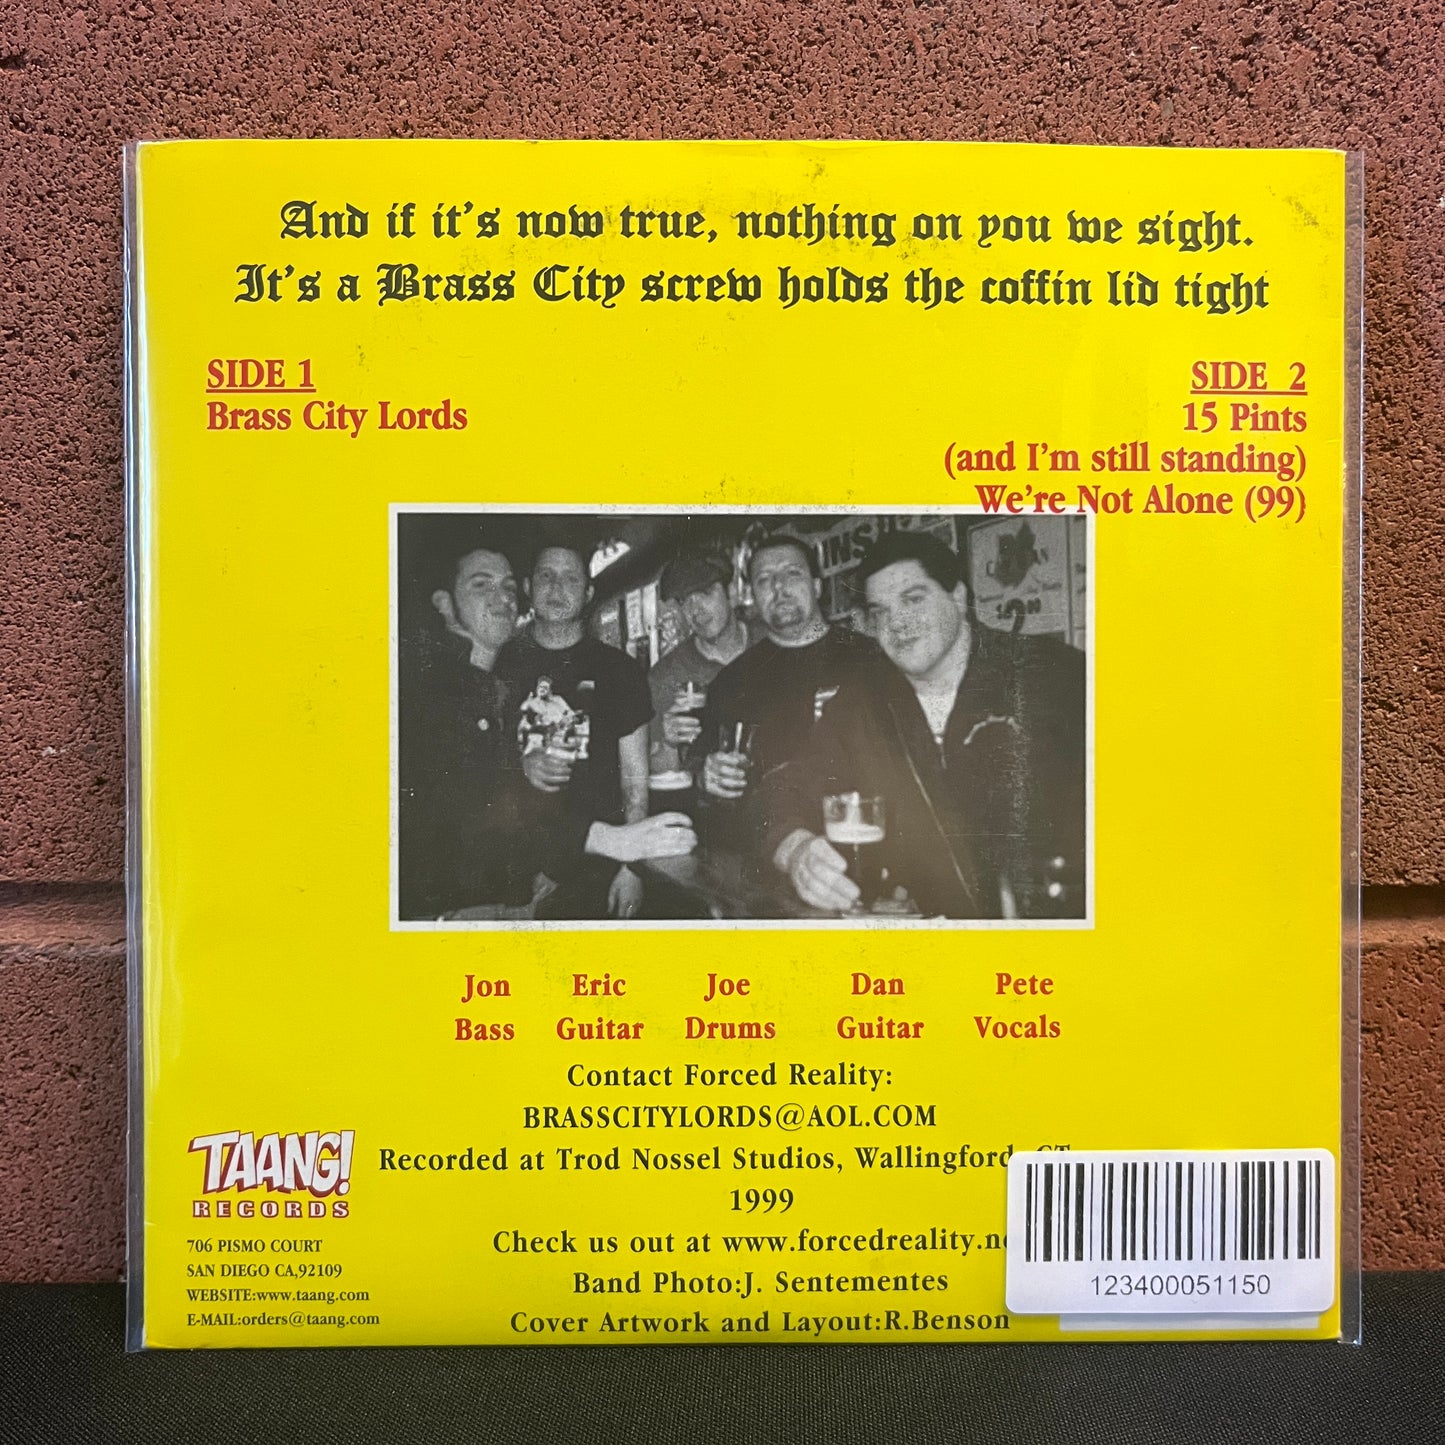 And if it's now true, nothing on you we sight.
It's a Brass City screw holds the coffin lid tight
SIDE 1
Brass City Lords
SIDE 2
15 Pints
(and I'm still standing)
We're Not Alone (99)
Jon Eric Joe Dan Pete
Bass Guitar Drums Guitar Vocals
Contact Forced Reality:
BRASSCITYLORDS@AOL.COM
Recorded at Trod Nossel Studios, Wallingford, CT
1999
Check us out at www.forcedreality.n
Band Photo:J. Sentementes
Cover Artwork and Layout:R.Benson
TAANG!
RECORDS
706 PISMO COURT
SAN DIEGO CA,92109
WEBSITE:www.taang.com
E-MAIL:orders@taang.com
123400051150